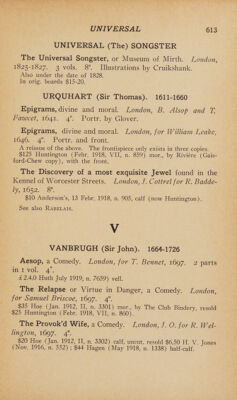 UNIVERSAL 613
UNIVERSAL (The) SONGSTER
The Universal Songster, or Museum of Mirth. London,
1825-1827. 3 vols. 8°. Illustrations by Cruikshank.
Also under the date of 1828.
In orig. boards $15-20.
URQUHART (Sir Thomas). 1611-1660
Epigrams, divine and moral. London, B. Alsop and T.
Fawcet, 1641. 4°. Portr. by Glover.
Epigrams, divine and moral. London, for William Leake,
1646. 4°. Portr. and front.
A reissue of the above. The frontispiece only exists in three copies.
$125 Huntington (Febr. 1918, VII, n. 859) mor., by Rivière (Gaisford-Chew copy), with the front.
The Discovery of a most exquisite Jewel found in the
Kennel of Worcester Streets. London, J. Cottrel for R. Baddely, 1652. 8°.
$10 Anderson's, 13 Febr. 1918, n. 905, calf (now Huntington).
See also RABELAIS.
V
VANBRUGH (Sir John). 1664-1726
Aesop, a Comedy. London, for T. Bennet, 1697. 2 parts
in 1 vol. 4°.
£2.4.0 Huth July 1919, n. 7659) vell.
The Relapse or Virtue in Danger, a Comedy. London,
for Samuel Briscoe, 1697. 4°.
$35 Hoe (Jan. 1912, II, n. 3301) mor., by The Club Bindery, resold
$25 Huntington (Febr. 1918, VII, n. 860).
The Provok'd Wife, a Comedy. London, J. O. for R. Wellington, 1697. 4°.
$20 Hoe (Jan. 1912, II, n. 3302) calf, uncut, resold $6.50 H. V. Jones
(Nov. 1916, n. 552) ; $44 Hagen (May 1918, n. 1338) half-calf.